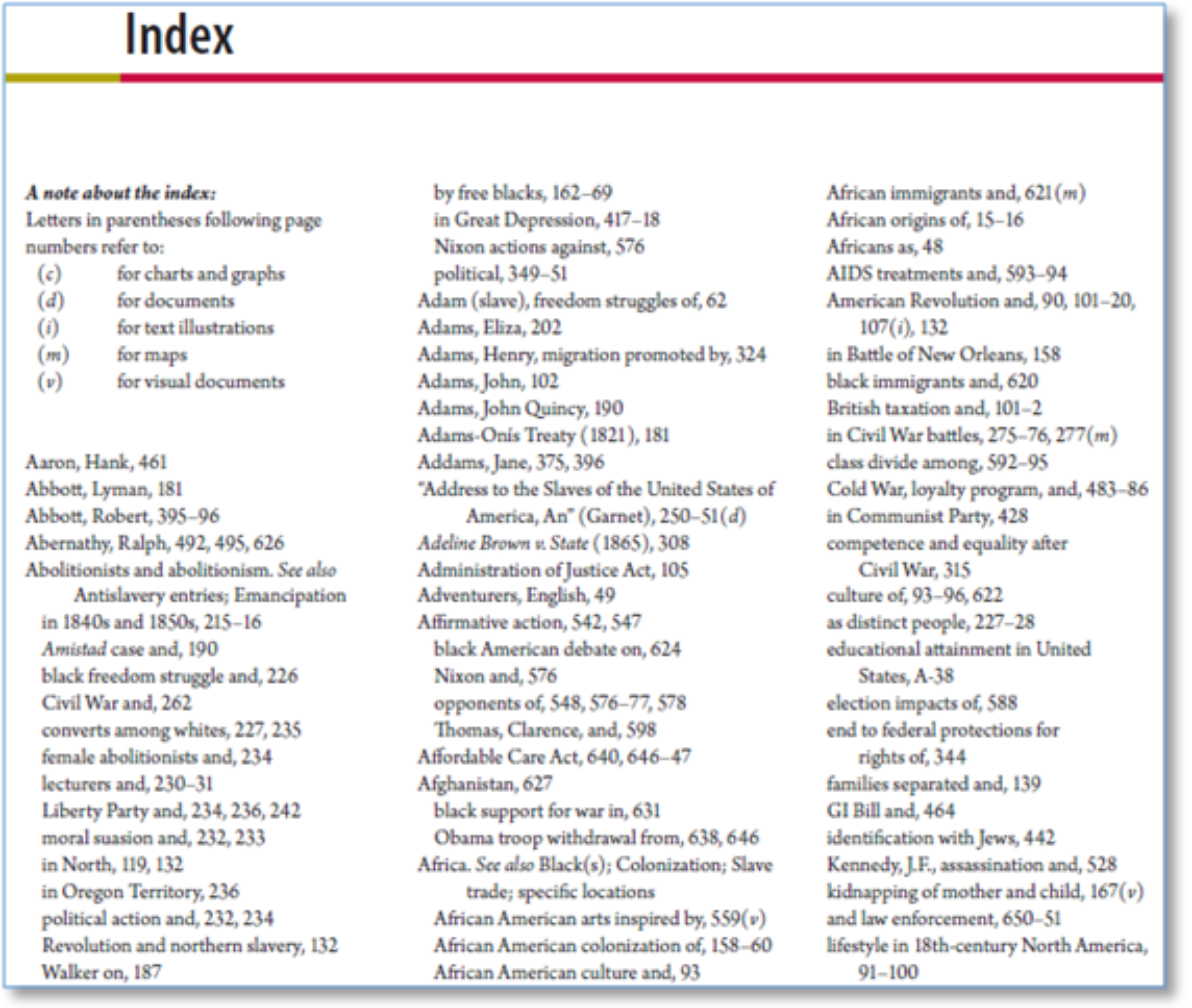 Index
A note about the index:
Letters in parentheses following page
numbers refer to:
(c) for charts and graphs
(d) for documents
(i) for text illustrations
(m) for maps
(v) for visual documents
Aaron, Hank, 461
Abbott, Lyman, 181
Abbott, Robert, 395–96
Abernathy, Ralph, 492, 495, 626
Abolitionists and abolitionism. See also
Antislavery entries; Emancipation
in 1840s and 1850s, 215–16
Amistad case and, 190
black freedom struggle and, 226
Civil War and, 262
converts among whites, 227, 235
female abolitionists and, 234
lecturers and, 230–31
Liberty Party and, 234, 236, 242
moral suasion and, 232, 233
in North, 119, 132
in Oregon Territory, 236
political action and, 232, 234
Revolution and northern slavery, 132
Walker on, 187
by free blacks, 162–69
in Great Depression, 417–18
Nixon actions against, 576
political, 349–51
Adam (slave), freedom struggles of, 62
Adams, Eliza, 202
Adams, Henry, migration promoted by, 324
Adams, John, 102
Adams, John Quincy, 190
Adams-Onís Treaty (1821), 181
Addams, Jane, 375, 396
"Address to the Slaves of the United States of
America, An" (Garnet), 250–51(d)
Adeline Brown v. State (1865), 308
Administration of Justice Act, 105
Adventurers, English, 49
Affirmative action, 542, 547
black American debate on, 624
Nixon and, 576
opponents of, 548, 576–77, 578
Thomas, Clarence, and, 598
Affordable Care Act, 640, 646–47
Afghanistan, 627
black support for war in, 631
Obama troop withdrawal from, 638, 646
Africa. See also Black(s); Colonization; Slave
trade; specific locations
African American arts inspired by, 559(v)
African American colonization of, 158–60
African American culture and, 93
African immigrants and, 621(m)
African origins of, 15–16
Africans as, 48
AIDS treatments and, 593–94
American Revolution and, 90, 101–20,
107(i), 132
in Battle of New Orleans, 158
black immigrants and, 620
British taxation and, 101–2
in Civil War battles, 275–76, 277(m)
class divide among, 592–95
Cold War, loyalty program, and, 483–86
in Communist Party, 428
competence and equality after
Civil War, 315
culture of, 93–96, 622
as distinct people, 227–28
educational attainment in United
States, A-38
election impacts of, 588
end to federal protections for
rights of, 344
families separated and, 139
GI Bill and, 464
identification with Jews, 442
Kennedy, J.F., assassination and, 528
kidnapping of mother and child, 167(v)
and law enforcement, 650–51
lifestyle in 18th-century North America,
91–100